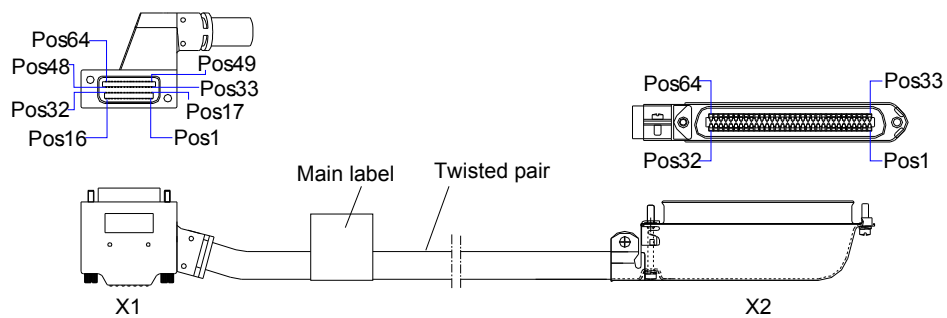 Pos64
Pos49
Pos48
Pos33
Pos32
Pos17
Pos16
Pos1
Pos64
Pos33
Pos32
Pos1
Main label
Twisted pair
X1
X2